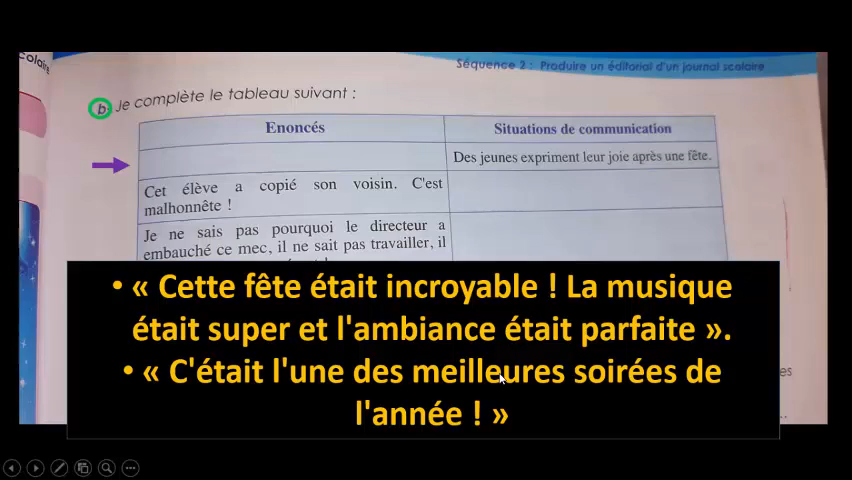 colaire
Séquence 2 : Produire un éditorial d'un journal scolaire
b. Je complète le tableau suivant :
Enoncés
Situations de communication
Des jeunes expriment leur joie après une fête.
Cet élève a copié son voisin. C'est
malhonnête !
Je ne sais pas pourquoi le directeur a
embauché ce mec, il ne sait pas travailler, il
• « Cette fête était incroyable ! La musique
était super et l'ambiance était parfaite ».
• « C'était l'une des meilleures soirées de
l'année ! »
es